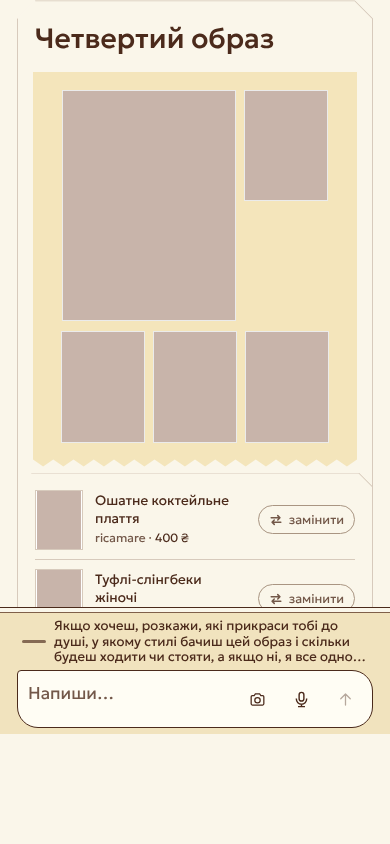 Четвертий образ
Ошатне коктейльне
плаття
ricamare · 400 ₴
замінити
Туфлі-слінгбеки
жіночі
замінити
Якщо хочеш, розкажи, які прикраси тобі до
душі, у якому стилі бачиш цей образ і скільки
будеш ходити чи стояти, а якщо ні, я все одно…
Напиши…